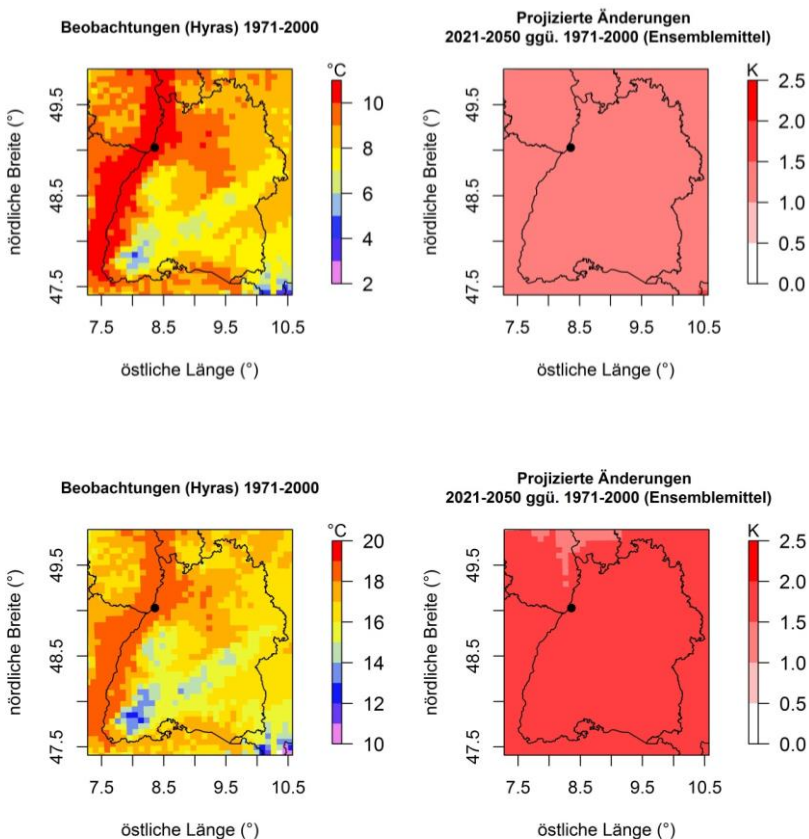 Beobachtungen (Hyras) 1971-2000
°C
10
8
6
4
2
49.5
48.5
47.5
nördliche Breite (°)
7.5 8.5 9.5 10.5
östliche Länge (°)
Projizierte Änderungen
2021-2050 ggü. 1971-2000 (Ensemblemittel)
K
2.5
2.0
1.5
1.0
0.5
0.0
49.5
48.5
47.5
nördliche Breite (°)
7.5 8.5 9.5 10.5
östliche Länge (°)
Beobachtungen (Hyras) 1971-2000
°C
20
18
16
14
12
10
49.5
48.5
47.5
nördliche Breite (°)
7.5 8.5 9.5 10.5
östliche Länge (°)
Projizierte Änderungen
2021-2050 ggü. 1971-2000 (Ensemblemittel)
K
2.5
2.0
1.5
1.0
0.5
0.0
49.5
48.5
47.5
nördliche Breite (°)
7.5 8.5 9.5 10.5
östliche Länge (°)